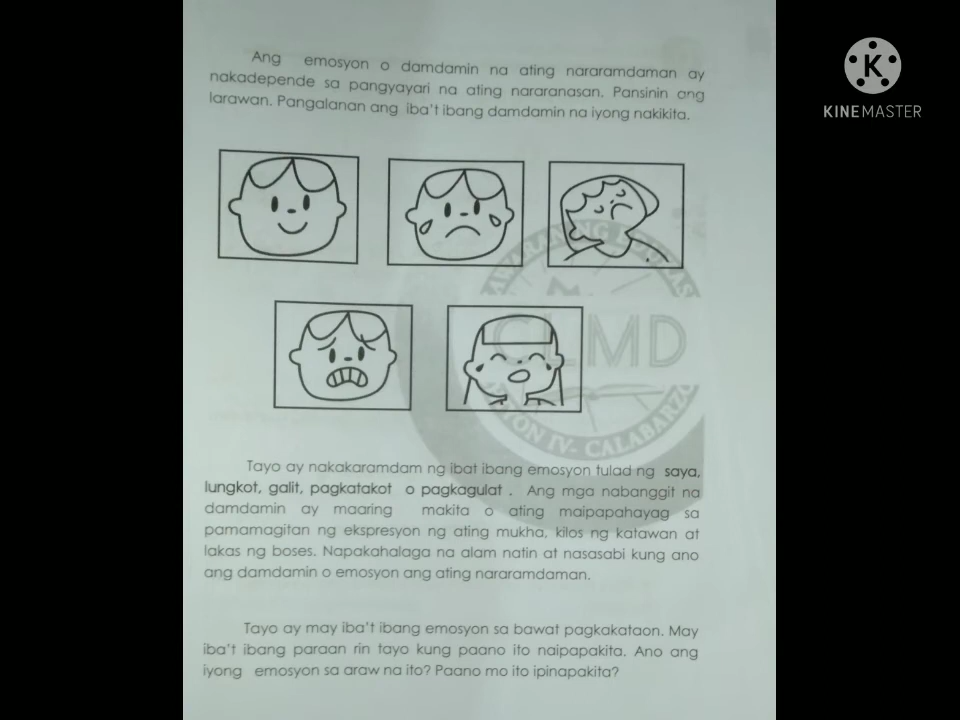 Ang emosyon o damdamin na ating nararamdaman ay
nakadepende sa pangyayari na ating nararanasan. Pansinin ang
larawan. Pangalanan ang iba't ibang damdamin na iyong nakikita.
K
KINEMASTER
CLMD
IV- CALABARZ
Tayo ay nakakaramdam ng ibat ibang emosyon tulad ng saya,
lungkot, galit, pagkatakot o pagkagulat . Ang mga nabanggit na
damdamin ay maaring makita o ating maipapahayag sa
pamamagitan ng ekspresyon ng ating mukha, kilos ng katawan at
lakas ng boses. Napakahalaga na alam natin at nasasabi kung ano
ang damdamin o emosyon ang ating nararamdaman.
Tayo ay may iba't ibang emosyon sa bawat pagkakataon. May
iba't ibang paraan rin tayo kung paano ito naipapakita. Ano ang
iyong emosyon sa araw na ito? Paano mo ito ipinapakita?